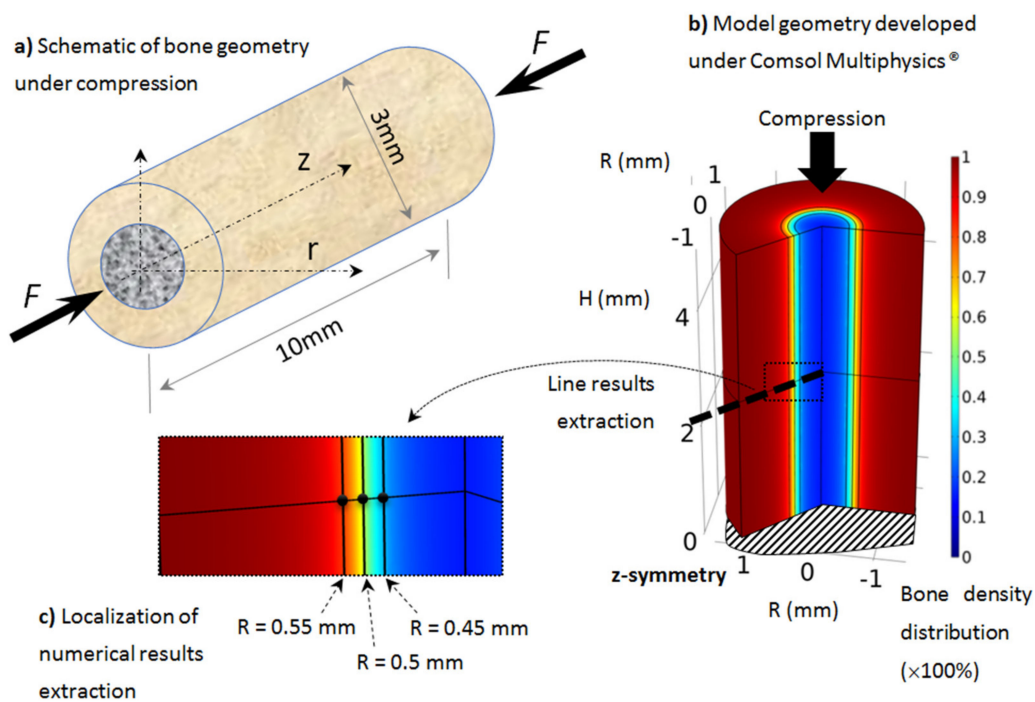 a) Schematic of bone geometry
under compression
F
3mm
z
r
F
10mm
b) Model geometry developed
under Comsol Multiphysics ®
Compression
R (mm)
1
0
-1
H (mm)
4
2
0
z-symmetry
1
0
-1
R (mm)
1
0.9
0.8
0.7
0.6
0.5
0.4
0.3
0.2
0.1
0
Bone density
distribution
(×100%)
Line results
extraction
c) Localization of
numerical results
extraction
R = 0.55 mm
R = 0.5 mm
R = 0.45 mm